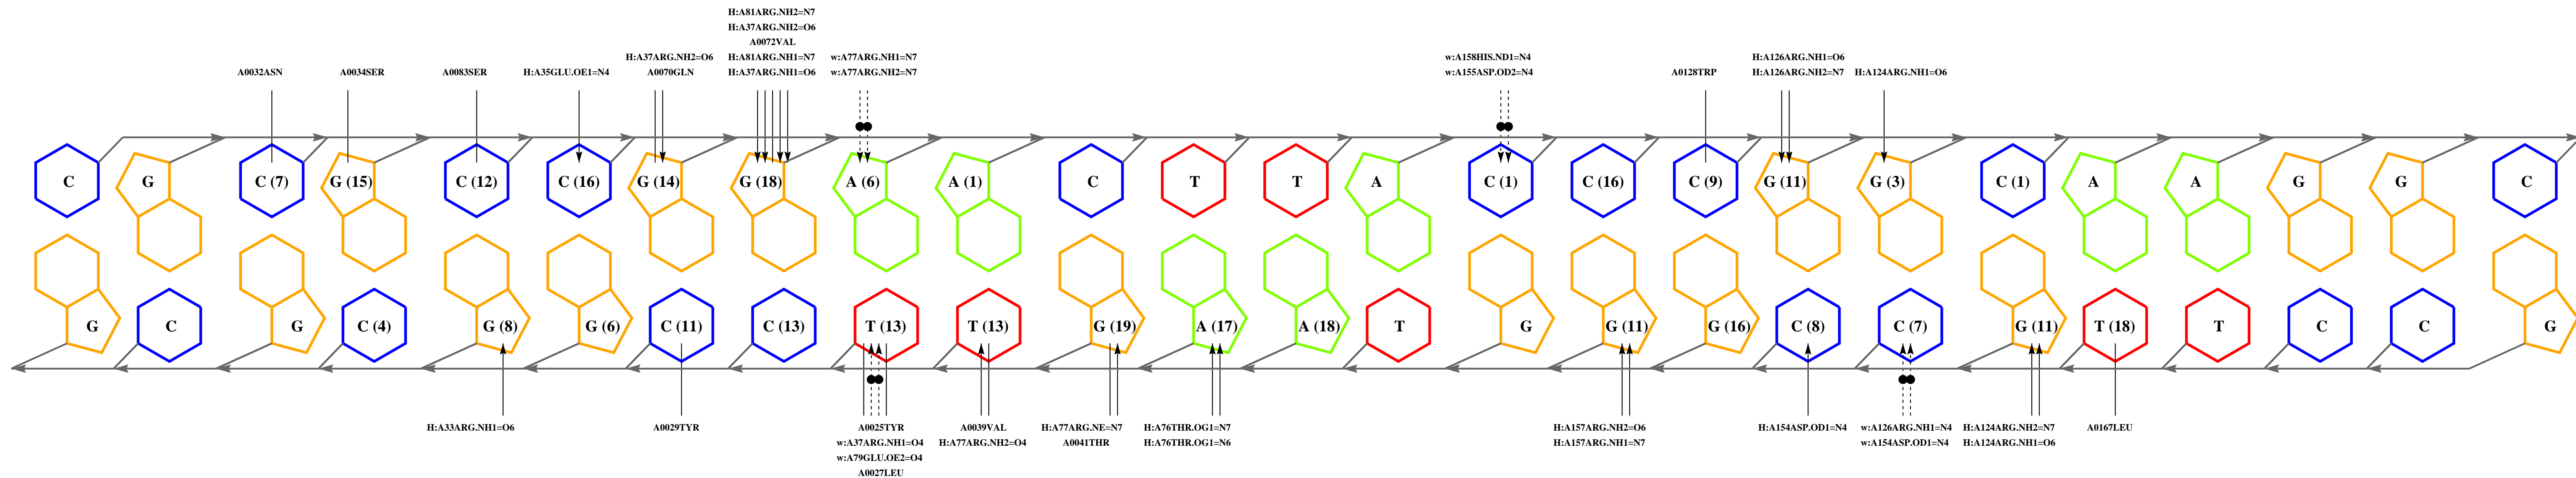 H:A81ARG.NH2=N7
H:A37ARG.NH2=O6
A0072VAL
H:A37ARG.NH2=O6 H:A81ARG.NH1=N7 w:A77ARG.NH1=N7 w:A158HIS.ND1=N4 H:A126ARG.NH1=O6
A0032ASN A0034SER A0083SER H:A35GLU.OE1=N4 A0070GLN H:A37ARG.NH1=O6 w:A77ARG.NH2=N7 w:A155ASP.OD2=N4 A0128TRP H:A126ARG.NH2=N7 H:A124ARG.NH1=O6
C G C (7) G (15) C (12) C (16) G (14) G (18) A (6) A (1) C T T A C (1) C (16) C (9) G (11) G (3) C (1) A A G G C
G C G C (4) G (8) G (6) C (11) C (13) T (13) T (13) G (19) A (17) A (18) T G G (11) G (16) C (8) C (7) G (11) T (18) T C C G
H:A33ARG.NH1=O6 A0029TYR A0025TYR A0039VAL H:A77ARG.NE=N7 H:A76THR.OG1=N7 H:A157ARG.NH2=O6 H:A154ASP.OD1=N4 w:A126ARG.NH1=N4 H:A124ARG.NH2=N7 A0167LEU
w:A37ARG.NH1=O4 H:A77ARG.NH2=O4 A0041THR H:A76THR.OG1=N6 H:A157ARG.NH1=N7 w:A154ASP.OD1=N4 H:A124ARG.NH1=O6
w:A79GLU.OE2=O4
A0027LEU